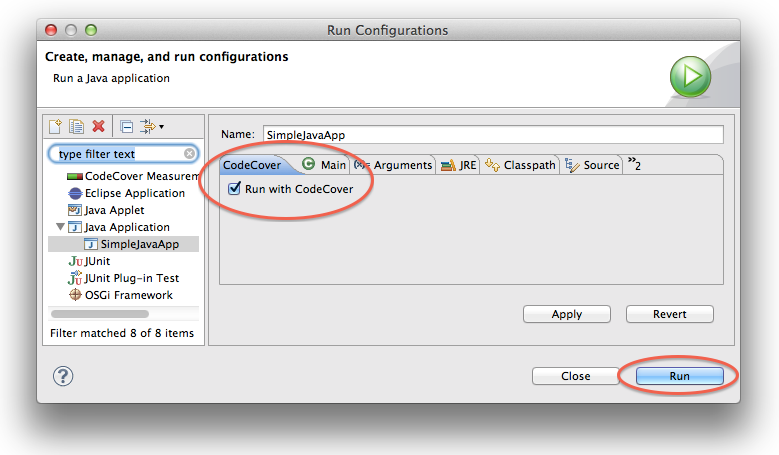 Run Configurations
Create, manage, and run configurations
Run a Java application
type filter text
CodeCover Measurem
Eclipse Application
Java Applet
Java Application
SimpleJavaApp
JUnit
JUnit Plug-in Test
OSGi Framework
Filter matched 8 of 8 items
Name: SimpleJavaApp
CodeCover Main (x)= Arguments JRE Classpath Source »2
Run with CodeCover
Apply Revert
Close Run